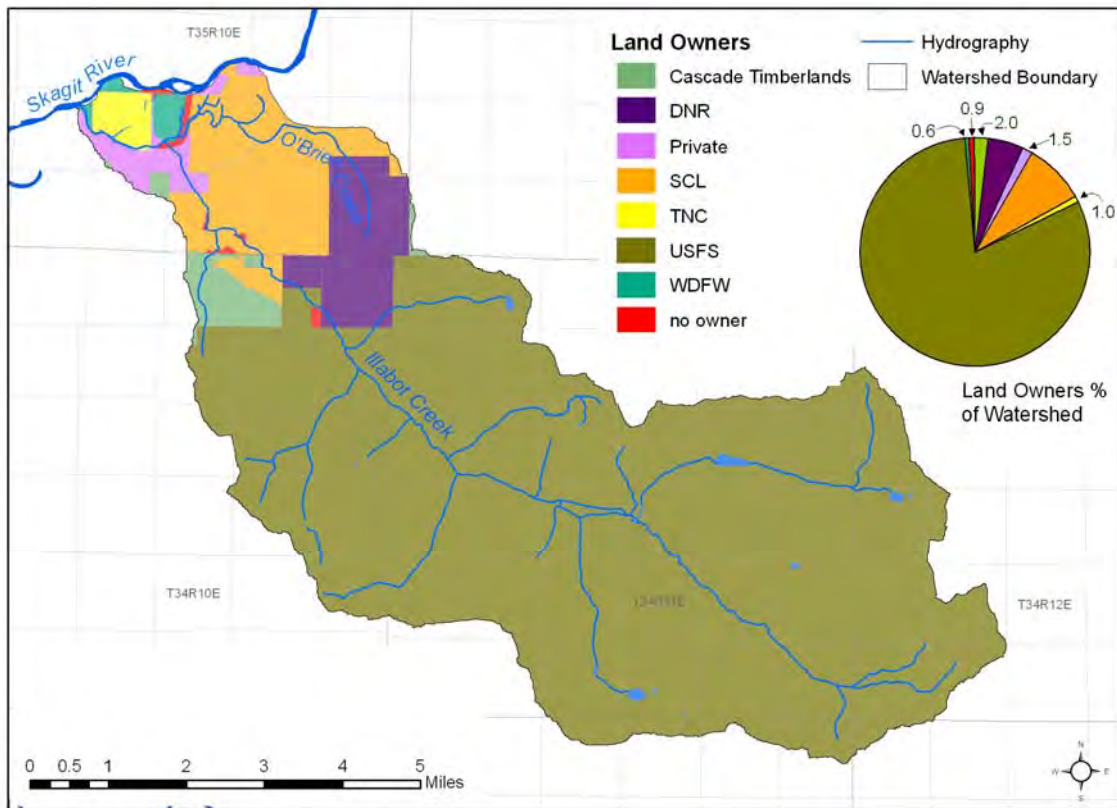 T35R10E
Skagit River
O'Brie
Illabot Creek
T34R10E
T34R12E
Land Owners
Cascade Timberlands
DNR
Private
SCL
TNC
USFS
WDFW
no owner
Hydrography
Watershed Boundary
0.6
0.9
2.0
1.5
1.0
Land Owners %
of Watershed
0 0.5 1 2 3 4 5
Miles
N
W E
S